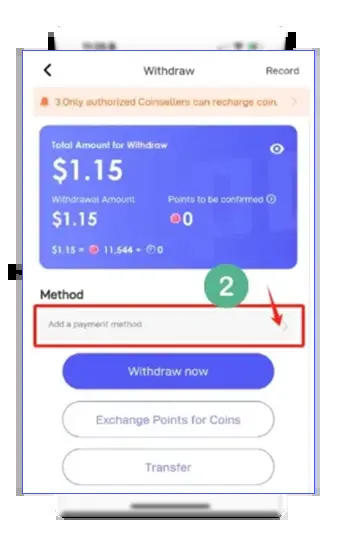 Withdraw Record
3.Only authorized Coinsellers can recharge coin.
Total Amount for Withdraw
$1.15
Withdrawal Amount Points to be confirmed
$1.15 0
$1.15 = 11,544 + 0
2
Method
Add a payment method
Withdraw now
Exchange Points for Coins
Transfer